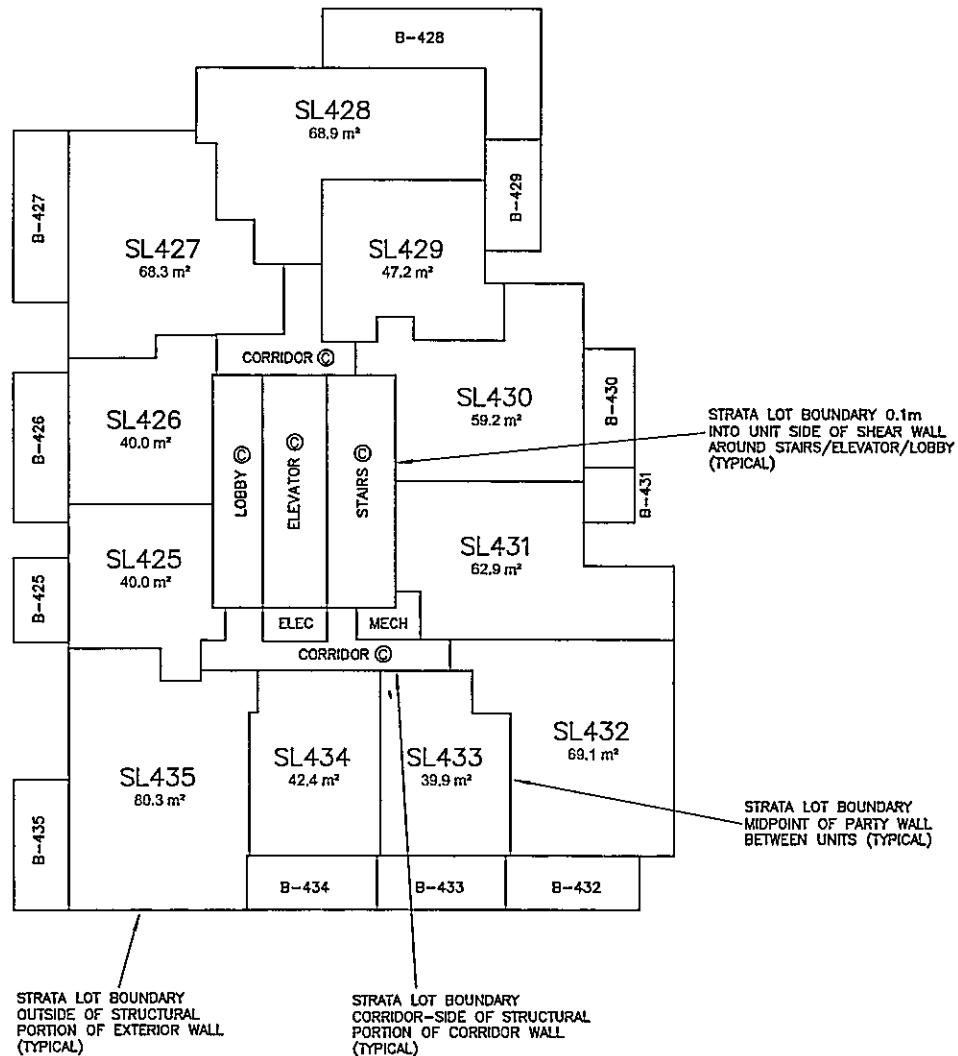 B-428
SL428
68.9 m²
B-429
B-427
SL427
68.3 m²
SL429
47.2 m²
CORRIDOR Ⓒ
SL430
59.2 m²
B-430
SL426
40.0 m²
B-426
LOBBY Ⓒ
ELEVATOR Ⓒ
STAIRS Ⓒ
STRATA LOT BOUNDARY 0.1m
INTO UNIT SIDE OF SHEAR WALL
AROUND STAIRS/ELEVATOR/LOBBY
(TYPICAL)
B-431
SL431
62.9 m²
SL425
40.0 m²
B-425
ELEC
MECH
CORRIDOR Ⓒ
SL435
80.3 m²
SL434
42.4 m²
SL433
39.9 m²
SL432
69.1 m²
B-435
STRATA LOT BOUNDARY
MIDPOINT OF PARTY WALL
BETWEEN UNITS (TYPICAL)
B-434
B-433
B-432
STRATA LOT BOUNDARY
OUTSIDE OF STRUCTURAL
PORTION OF EXTERIOR WALL
(TYPICAL)
STRATA LOT BOUNDARY
CORRIDOR-SIDE OF STRUCTURAL
PORTION OF CORRIDOR WALL
(TYPICAL)